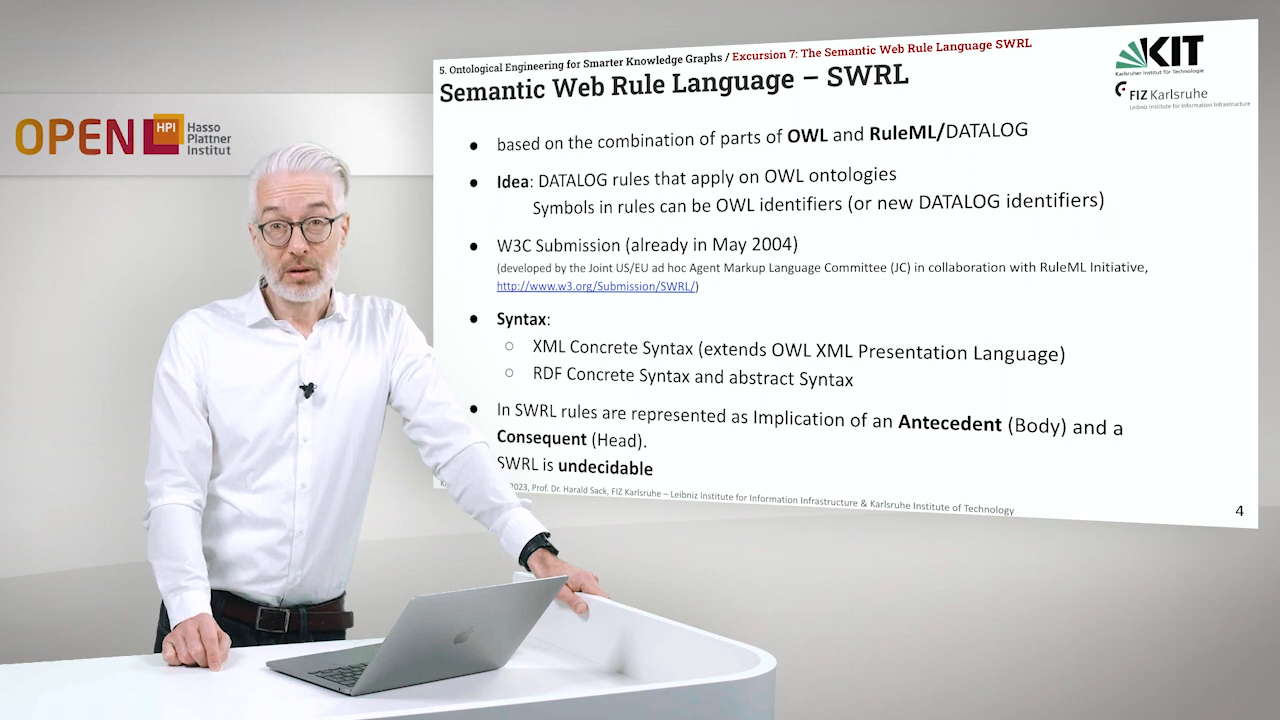 OPEN HPI Hasso
Plattner
Institut
5. Ontological Engineering for Smarter Knowledge Graphs / Excursion 7: The Semantic Web Rule Language SWRL
Semantic Web Rule Language – SWRL
KIT
Karlsruher Institut für Technologie
FIZ Karlsruhe
Leibniz Institute for Information Infrastructure
● based on the combination of parts of OWL and RuleML/DATALOG
● Idea: DATALOG rules that apply on OWL ontologies
Symbols in rules can be OWL identifiers (or new DATALOG identifiers)
● W3C Submission (already in May 2004)
(developed by the Joint US/EU ad hoc Agent Markup Language Committee (JC) in collaboration with RuleML Initiative,
http://www.w3.org/Submission/SWRL/)
● Syntax:
○ XML Concrete Syntax (extends OWL XML Presentation Language)
○ RDF Concrete Syntax and abstract Syntax
● In SWRL rules are represented as Implication of an Antecedent (Body) and a
Consequent (Head).
SWRL is undecidable
2023, Prof. Dr. Harald Sack, FIZ Karlsruhe – Leibniz Institute for Information Infrastructure & Karlsruhe Institute of Technology
4